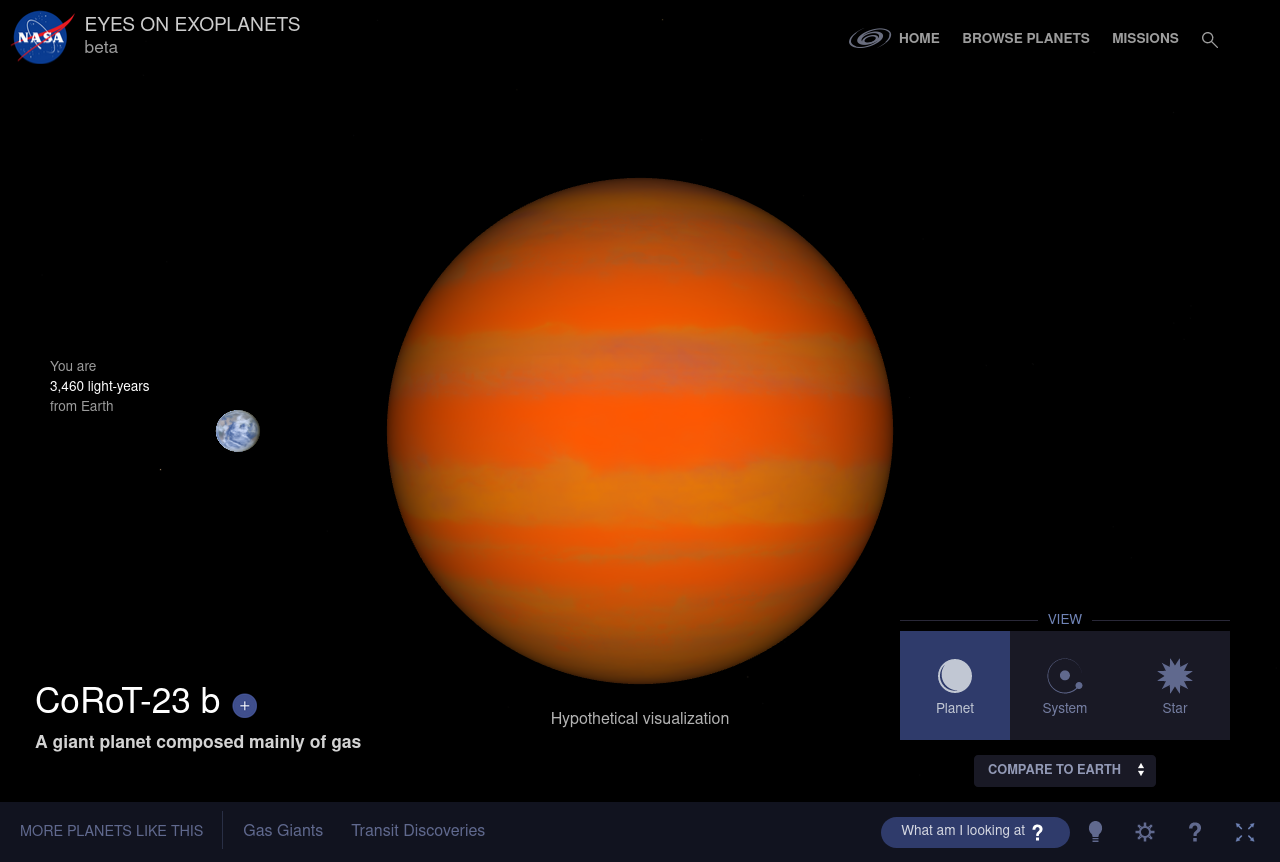 NASA
EYES ON EXOPLANETS
beta
HOME
BROWSE PLANETS
MISSIONS
You are
3,460 light-years
from Earth
CoRoT-23 b +
A giant planet composed mainly of gas
Hypothetical visualization
VIEW
Planet
System
Star
COMPARE TO EARTH
MORE PLANETS LIKE THIS
Gas Giants
Transit Discoveries
What am I looking at ?
?